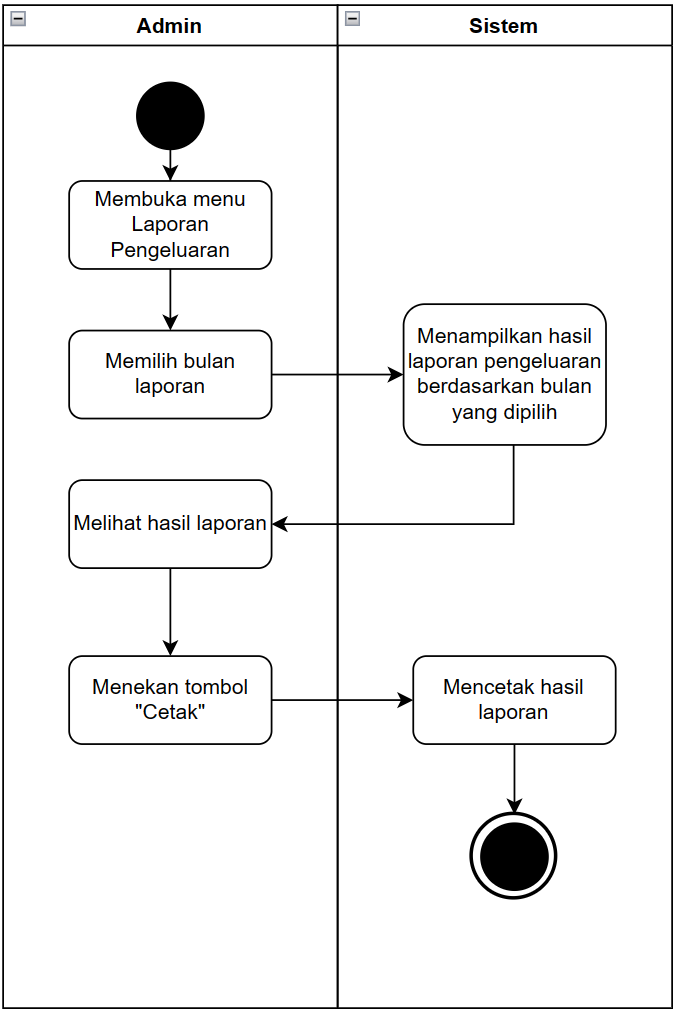 Admin
Sistem
Membuka menu
Laporan
Pengeluaran
Memilih bulan
laporan
Menampilkan hasil
laporan pengeluaran
berdasarkan bulan
yang dipilih
Melihat hasil laporan
Menekan tombol
"Cetak"
Mencetak hasil
laporan